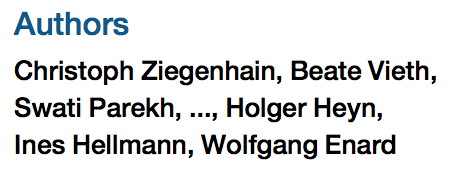 Authors
Christoph Ziegenhain, Beate Vieth,
Swati Parekh, ..., Holger Heyn,
Ines Hellmann, Wolfgang Enard